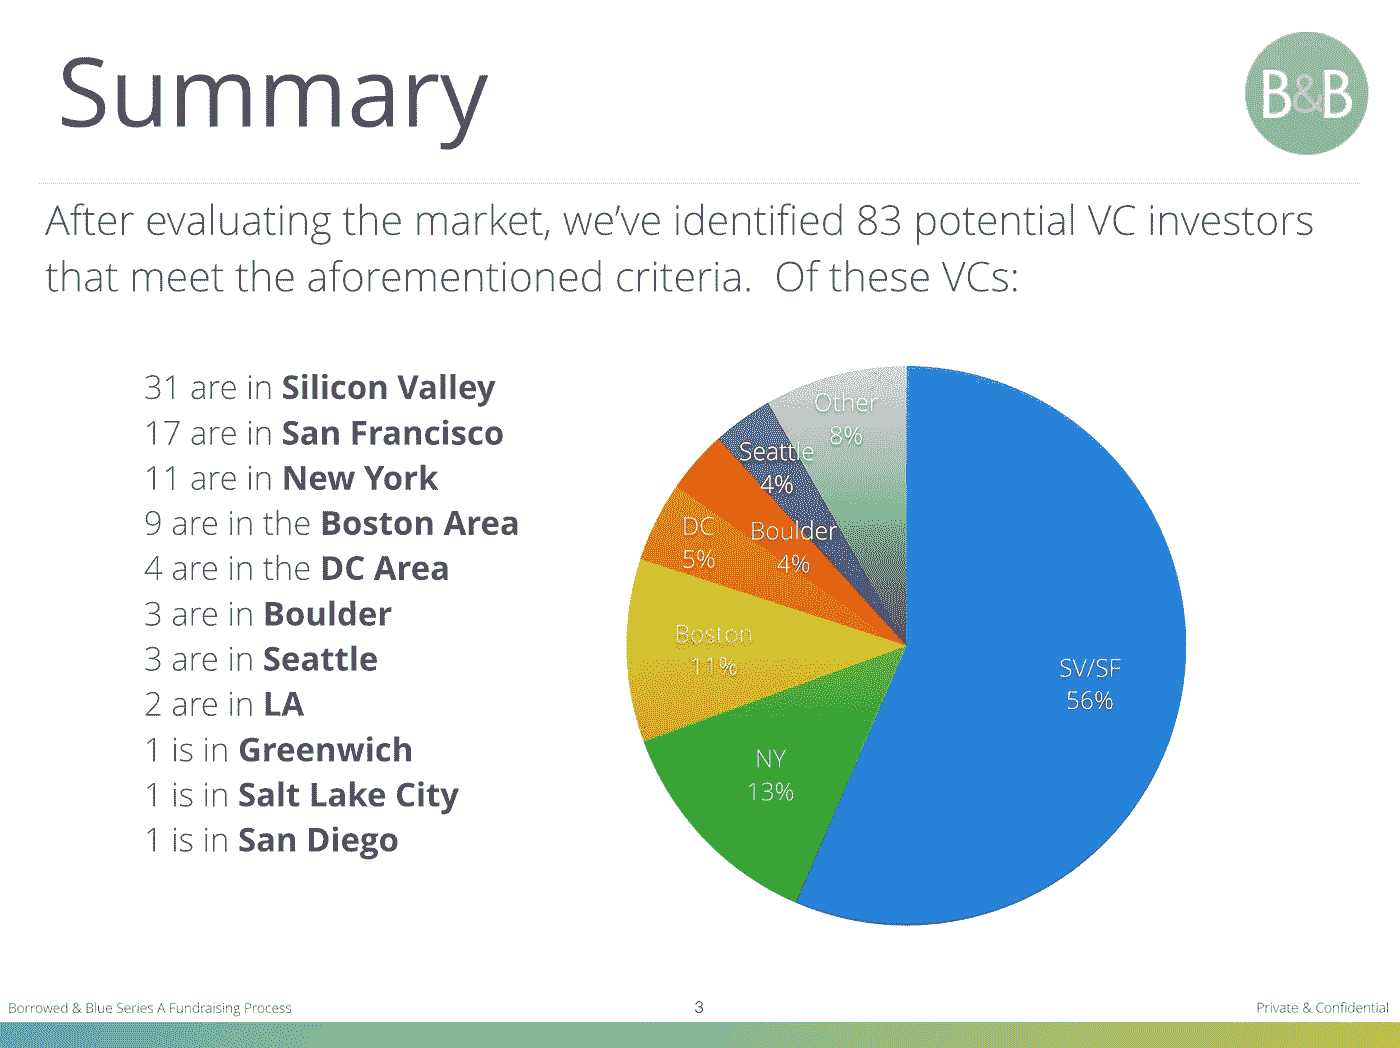 Summary
B&B
After evaluating the market, we’ve identified 83 potential VC investors
that meet the aforementioned criteria.  Of these VCs:
31 are in Silicon Valley
17 are in San Francisco
11 are in New York
9 are in the Boston Area
4 are in the DC Area
3 are in Boulder
3 are in Seattle
2 are in LA
1 is in Greenwich
1 is in Salt Lake City
1 is in San Diego
Other
8%
Seattle
4%
DC
5%
Boulder
4%
Boston
11%
SV/SF
56%
NY
13%
Borrowed & Blue Series A Fundraising Process
3
Private & Confidential